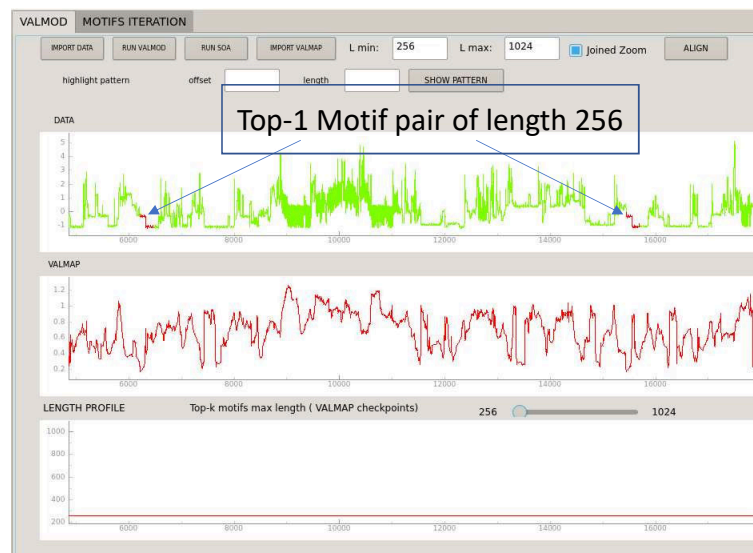 VALMOD MOTIFS ITERATION
IMPORT DATA RUN VALMOD RUN SOA IMPORT VALMAP L min: 256 L max: 1024 Joined Zoom ALIGN
highlight pattern offset length SHOW PATTERN
Top-1 Motif pair of length 256
DATA
5
4
3
2
1
0
-1
6000 8000 10000 12000 14000 16000
VALMAP
1.2
1.
0.8
0.6
0.4
0.2
6000 8000 10000 12000 14000 16000
LENGTH PROFILE Top-k motifs max length ( VALMAP checkpoints) 256 1024
1000
800
600
400
200
6000 8000 10000 12000 14000 16000